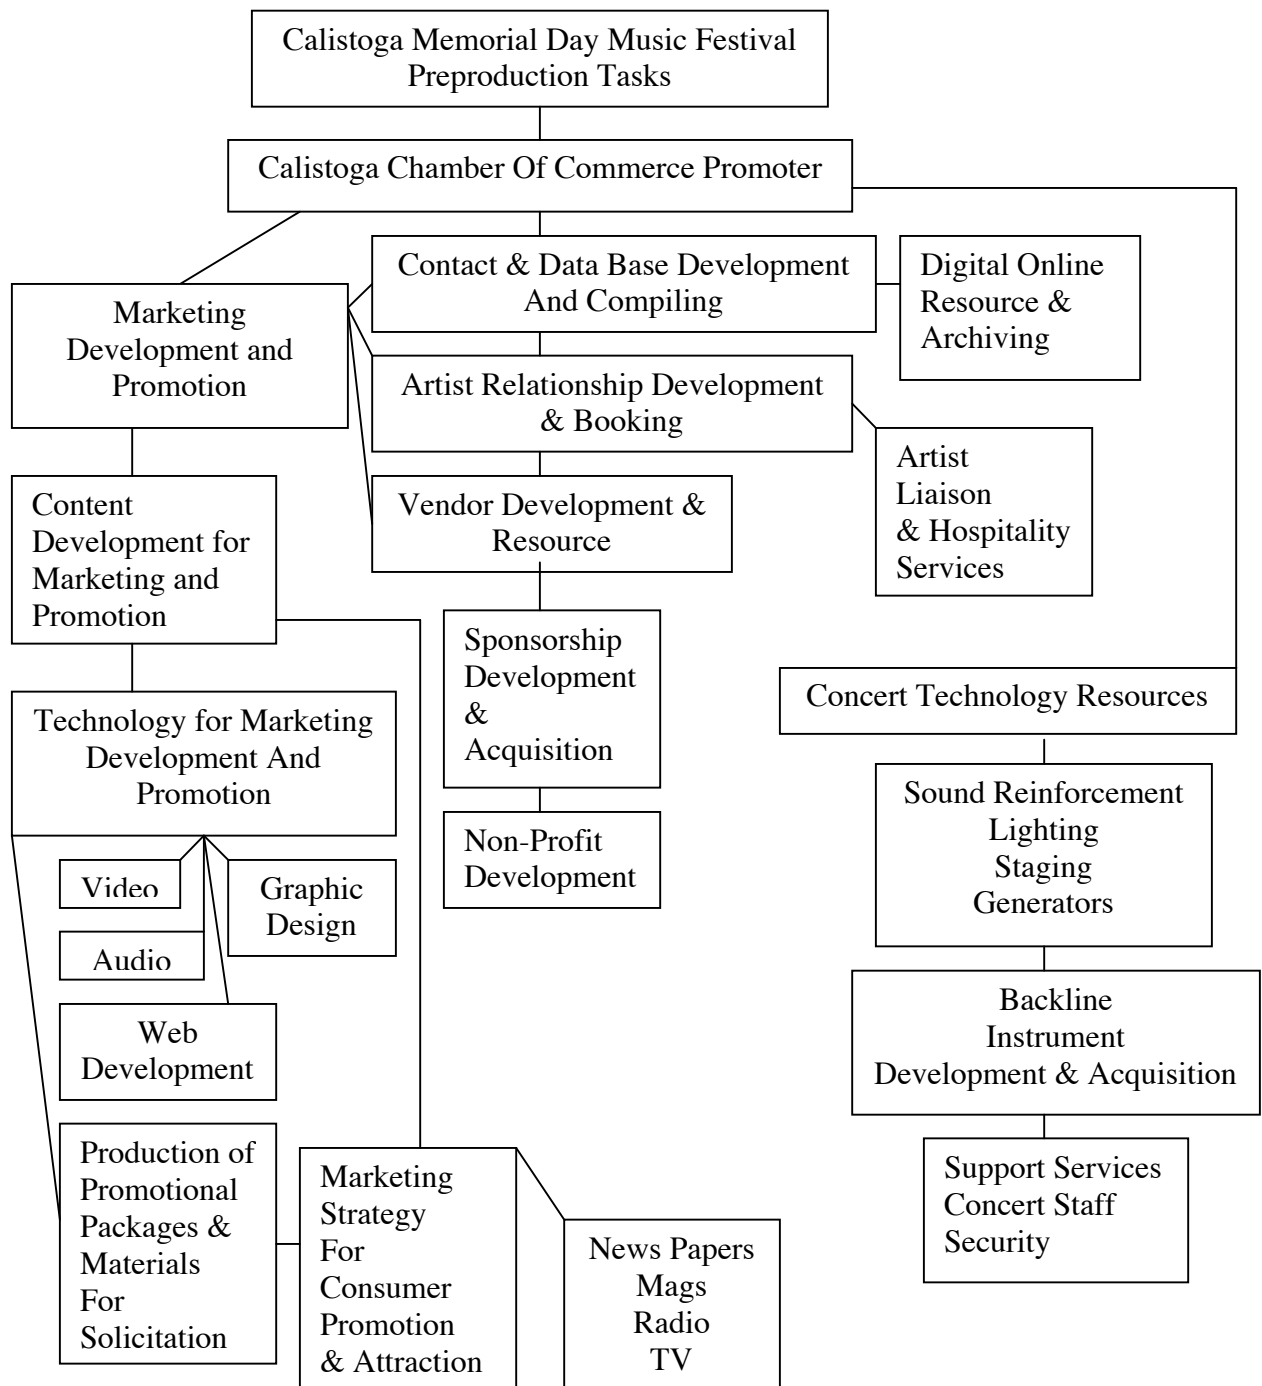 Calistoga Memorial Day Music Festival
Preproduction Tasks
Calistoga Chamber Of Commerce Promoter
Contact & Data Base Development
And Compiling
Digital Online
Resource &
Archiving
Marketing
Development and
Promotion
Artist Relationship Development
& Booking
Artist
Liaison
& Hospitality
Services
Content
Development for
Marketing and
Promotion
Vendor Development &
Resource
Sponsorship
Development
&
Acquisition
Concert Technology Resources
Technology for Marketing
Development And
Promotion
Non-Profit
Development
Sound Reinforcement
Lighting
Staging
Generators
Video
Graphic
Design
Audio
Web
Development
Backline
Instrument
Development & Acquisition
Production of
Promotional
Packages &
Materials
For
Solicitation
Marketing
Strategy
For
Consumer
Promotion
& Attraction
News Papers
Mags
Radio
TV
Support Services
Concert Staff
Security